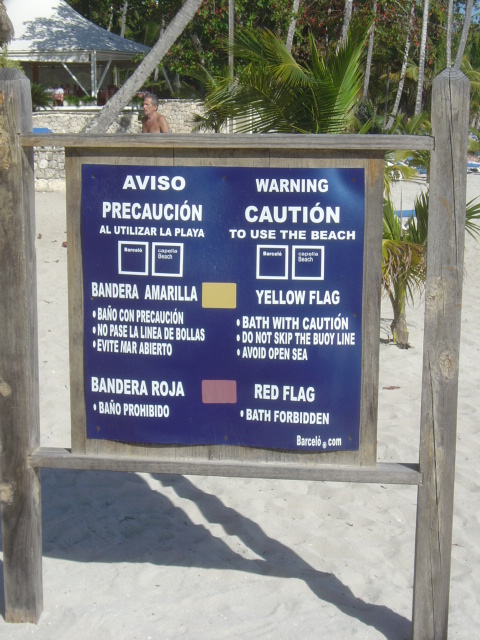 AVISO
PRECAUCIÓN
AL UTILIZAR LA PLAYA
Barceló
capella
Beach
BANDERA AMARILLA
• BAÑO CON PRECAUCIÓN
• NO PASE LA LINEA DE BOLLAS
• EVITE MAR ABIERTO
BANDERA ROJA
• BAÑO PROHIBIDO
WARNING
CAUTIÓN
TO USE THE BEACH
Barceló
capella
Beach
YELLOW FLAG
• BATH WITH CAUTIÓN
• DO NOT SKIP THE BUOY LINE
• AVOID OPEN SEA
RED FLAG
• BATH FORBIDDEN
Barceló @ com